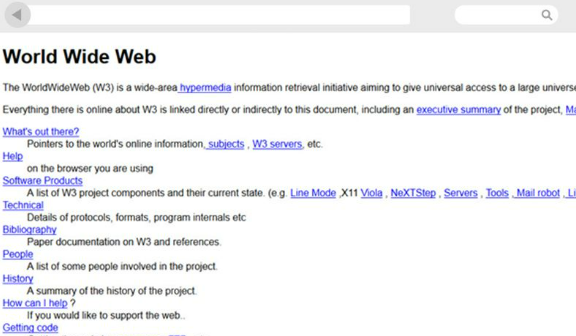 World Wide Web
The WorldWideWeb (W3) is a wide-area hypermedia information retrieval initiative aiming to give universal access to a large
Everything there is online about W3 is linked directly or indirectly to this document, including an executive summary of the project,
What's out there?
Pointers to the world's online information, subjects , W3 servers, etc.
Help
on the browser you are using
Software Products
A list of W3 project components and their current state. (e.g. Line Mode ,X11 Viola , NeXTStep , Servers , Tools , Mail robot ,
Technical
Details of protocols, formats, program internals etc
Bibliography
Paper documentation on W3 and references.
People
A list of some people involved in the project.
History
A summary of the history of the project.
How can I help ?
If you would like to support the web..
Getting code